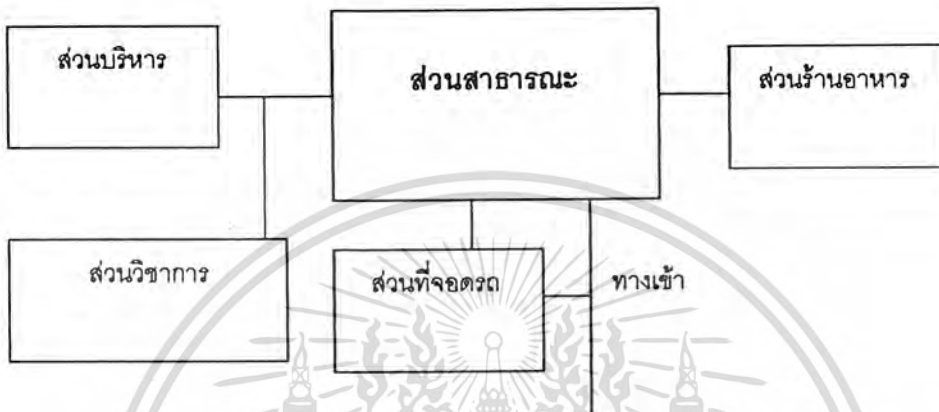 ส่วนบริหาร
ส่วนสาธารณะ
ส่วนร้านอาหาร
ส่วนวิชาการ
ส่วนที่จอดรถ
ทางเข้า